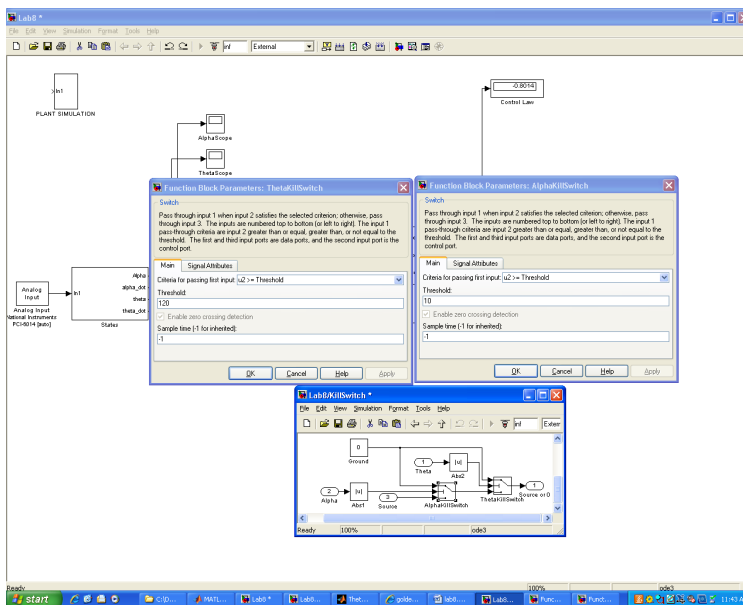 Lab8 *
File Edit View Simulation Format Tools Help
inf
External
In1
PLANT SIMULATION
AlphaScope
ThetaScope
-0.8014
Control Law
Analog
Input
Analog Input
National Instruments
PCI-6014 [auto]
In1
Alpha
alpha_dot
theta
theta_dot
States
Function Block Parameters: ThetaKillSwitch
Switch
Pass through input 1 when input 2 satisfies the selected criterion; otherwise, pass
through input 3. The inputs are numbered top to bottom (or left to right). The input 1
pass-through criteria are input 2 greater than or equal, greater than, or not equal to the
threshold. The first and third input ports are data ports, and the second input port is the
control port.
Main
Signal Attributes
Criteria for passing first input: u2 >= Threshold
Threshold:
120
Enable zero crossing detection
Sample time (-1 for inherited):
-1
OK
Cancel
Help
Apply
Function Block Parameters: AlphaKillSwitch
Switch
Pass through input 1 when input 2 satisfies the selected criterion; otherwise, pass
through input 3. The inputs are numbered top to bottom (or left to right). The input 1
pass-through criteria are input 2 greater than or equal, greater than, or not equal to the
threshold. The first and third input ports are data ports, and the second input port is the
control port.
Main
Signal Attributes
Criteria for passing first input: u2 >= Threshold
Threshold:
10
Enable zero crossing detection
Sample time (-1 for inherited):
-1
OK
Cancel
Help
Apply
Lab8/KillSwitch *
File Edit View Simulation Format Tools Help
inf
Extern
0
Ground
1
Theta
|u|
Abs2
2
Alpha
|u|
Abs1
3
Source
AlphaKillSwitch
ThetaKillSwitch
1
Source or 0
Ready
100%
ode3
Ready
100%
ode3
start
C:\D...
MATL...
Lab8 *
Lab8...
Thet...
golde...
lab8....
Lab8...
Func...
Funct...
11:43 A